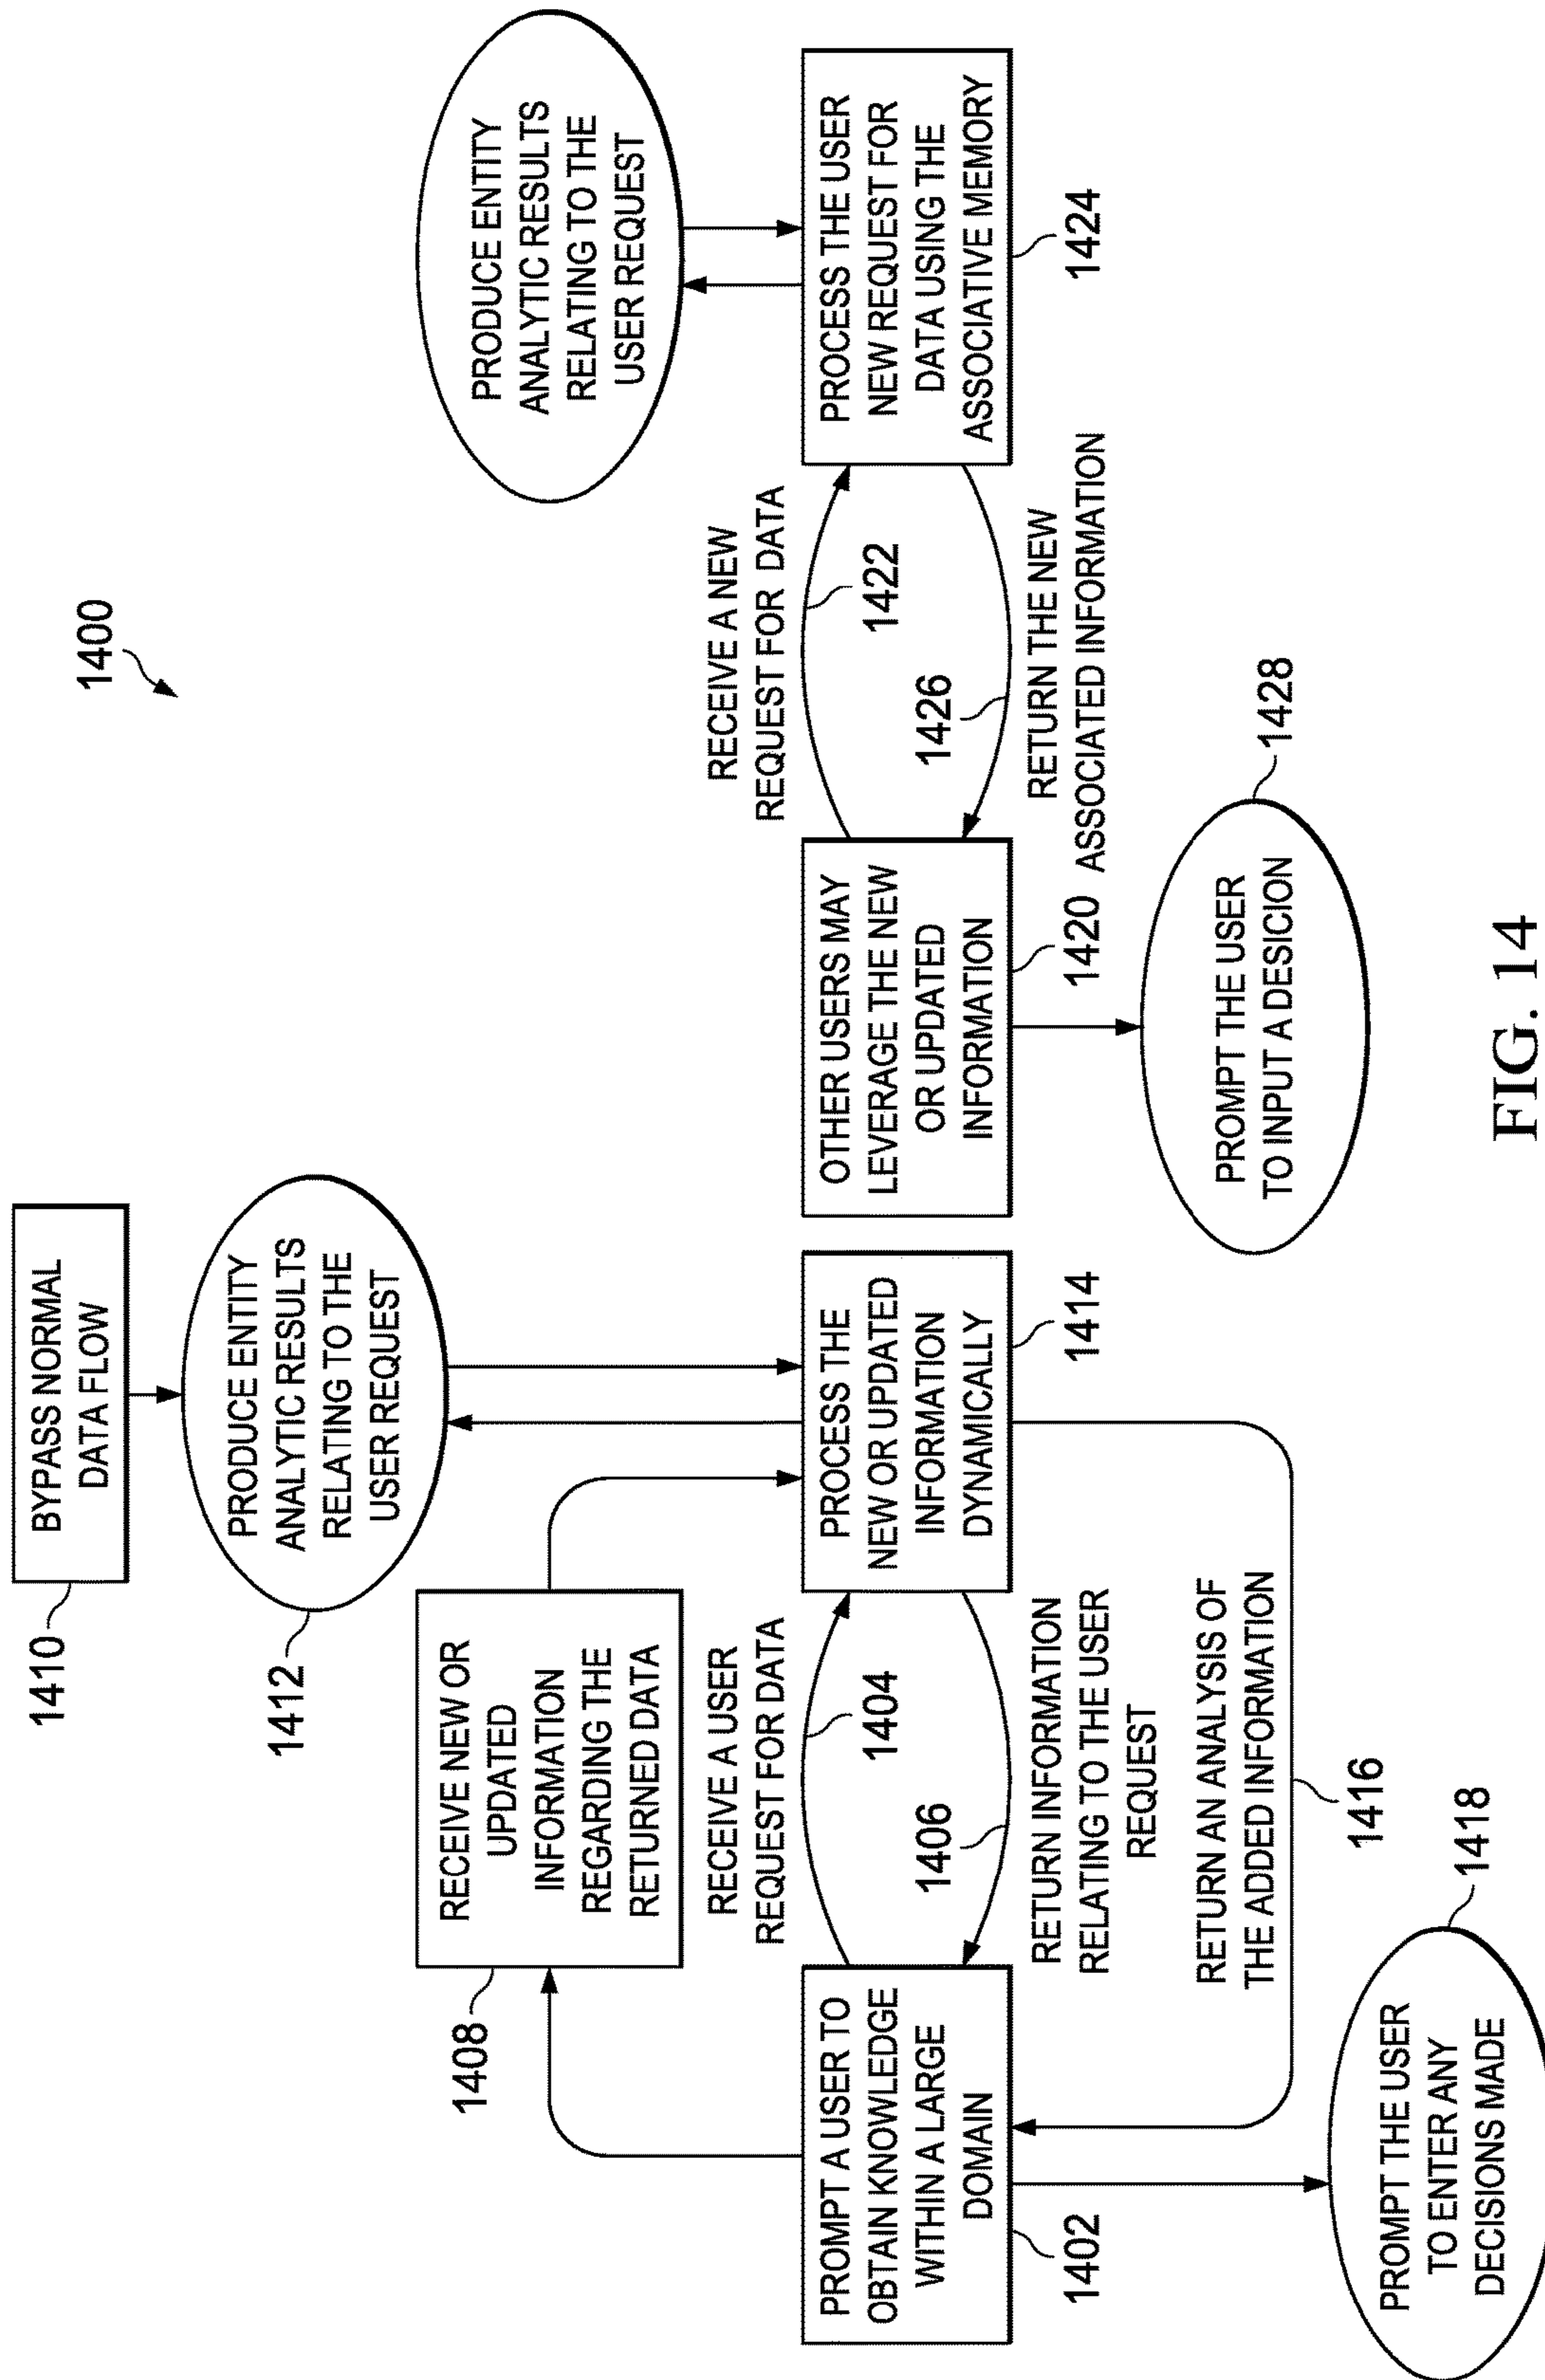 1400
1410
BYPASS NORMAL
DATA FLOW
1412
PRODUCE ENTITY
ANALYTIC RESULTS
RELATING TO THE
USER REQUEST
1408
RECEIVE NEW OR
UPDATED
INFORMATION
REGARDING THE
RETURNED DATA
PRODUCE ENTITY
ANALYTIC RESULTS
RELATING TO THE
USER REQUEST
RECEIVE A USER
REQUEST FOR DATA
1404
RECEIVE A NEW
REQUEST FOR DATA
1422
PROMPT A USER TO
OBTAIN KNOWLEDGE
WITHIN A LARGE
DOMAIN
1402
PROCESS THE
NEW OR UPDATED
INFORMATION
DYNAMICALLY
1414
OTHER USERS MAY
LEVERAGE THE NEW
OR UPDATED
INFORMATION
1420
PROCESS THE USER
NEW REQUEST FOR
DATA USING THE
ASSOCIATIVE MEMORY
1424
1406
RETURN INFORMATION
RELATING TO THE USER
REQUEST
1426
RETURN THE NEW
ASSOCIATED INFORMATION
RETURN AN ANALYSIS OF
THE ADDED INFORMATION
1416
1418
PROMPT THE USER
TO ENTER ANY
DECISIONS MADE
1428
PROMPT THE USER
TO INPUT A DESICION
FIG. 14